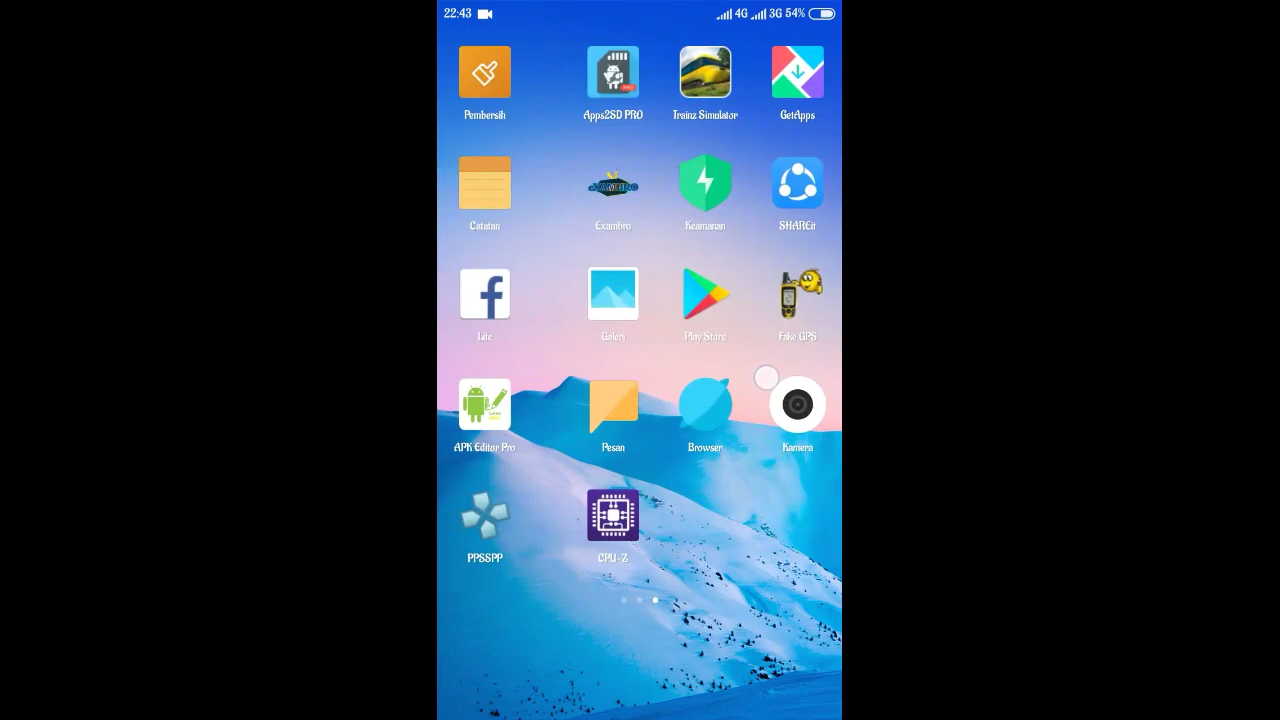 22:43 4G 3G 54%
Pembersih Apps2SD PRO Trainz Simulator GetApps
Catatan Exambro Keamanan SHAREit
Lite Galeri Play Store Fake GPS
APK Editor Pro Pesan Browser Kamera
PPSSPP CPU-Z